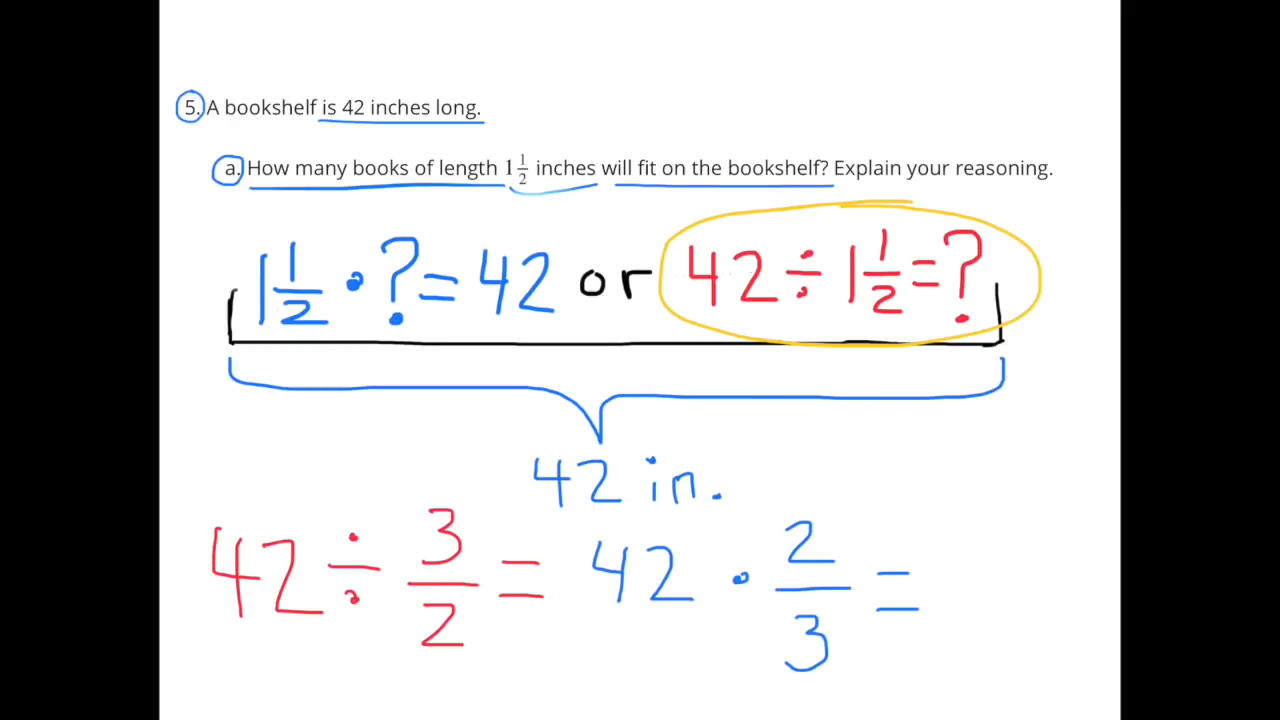 5. A bookshelf is 42 inches long.
a. How many books of length 1 1/2 inches will fit on the bookshelf? Explain your reasoning.
1 1/2 · ? = 42 or 42 ÷ 1 1/2 = ?
42 in.
42 ÷ 3/2 = 42 · 2/3 =